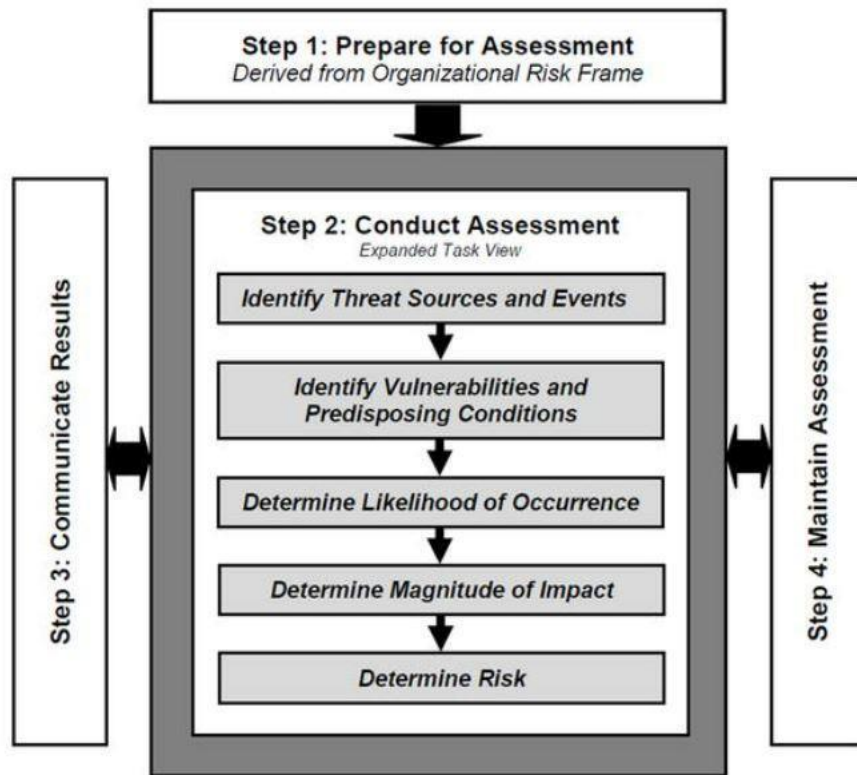 Step 1: Prepare for Assessment
Derived from Organizational Risk Frame
Step 2: Conduct Assessment
Expanded Task View
Identify Threat Sources and Events
Identify Vulnerabilities and
Predisposing Conditions
Determine Likelihood of Occurrence
Determine Magnitude of Impact
Determine Risk
Step 3: Communicate Results
Step 4: Maintain Assessment